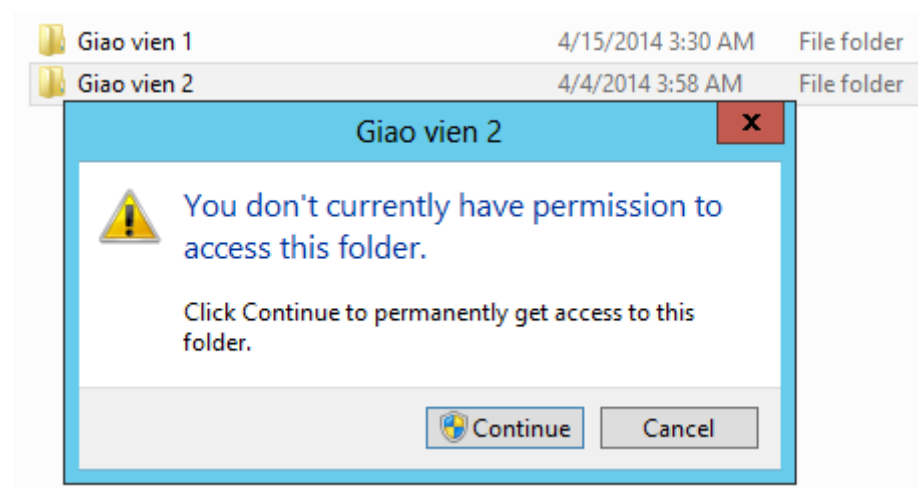 Giao vien 1 4/15/2014 3:30 AM File folder
Giao vien 2 4/4/2014 3:58 AM File folder
Giao vien 2
x
You don't currently have permission to
access this folder.
Click Continue to permanently get access to this
folder.
Continue Cancel